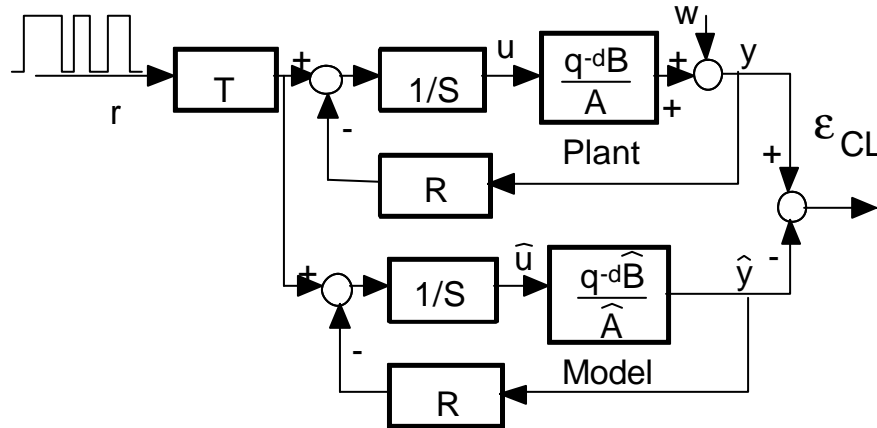 w
+ u q-dB + y
T 1/S A +
r - Plant ε CL
R +
û ŷ -
+ 1/S q-dB̂
Â
- Model
R